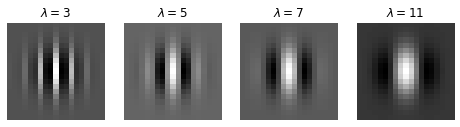 λ = 3
λ = 5
λ = 7
λ = 11